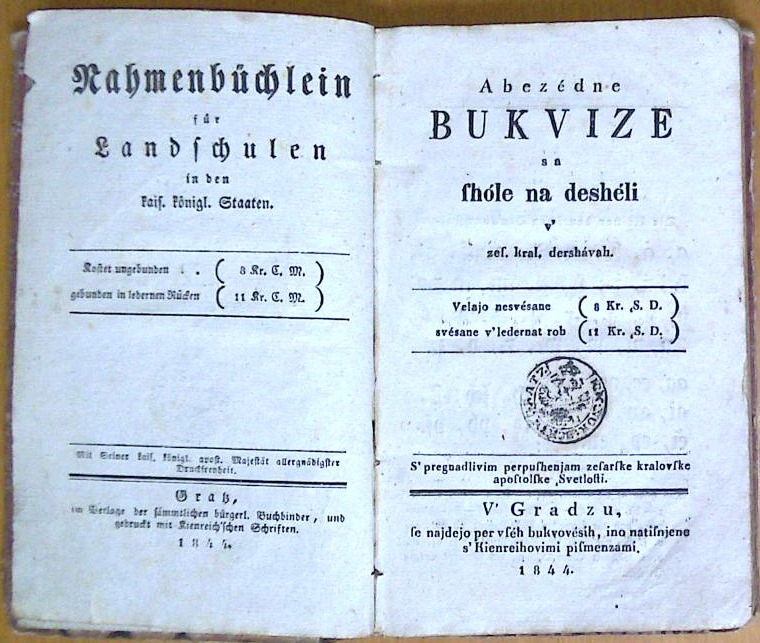 Nahmenbüchlein
für
Landſchulen
in den
kaiſ. königl. Staaten.
Koſtet ungebunden . . ( 8 Kr. C. M. )
gebunden in ledernen Rücken ( 11 Kr. C. M. )
Mit Seiner kaiſ. königl. apoſt. Majeſtät allergnädigſter
Druckfreyheit.
Gratz,
im Verlage der ſämmtlichen bürgerl. Buchbinder, und
gedruckt mit Kienreich'ſchen Schriften.
1844.
Abezédne
BUKVIZE
sa
ſhóle na deshéli
v'
zeſ. kral. dershávah.
Velajo nesvésane ( 8 Kr. ,S. D. )
svésane v'ledernat rob ( 11 Kr. ,S. D. )
S' pregnadlivim perpuſhenjam zeſarſke kralovſke
apoſtolſke ,Svetloſti.
V' Gradzu,
ſe najdejo per vſéh bukvovésih, ino natiſnjene
s' Kienreihovimi piſmenzami.
1844.